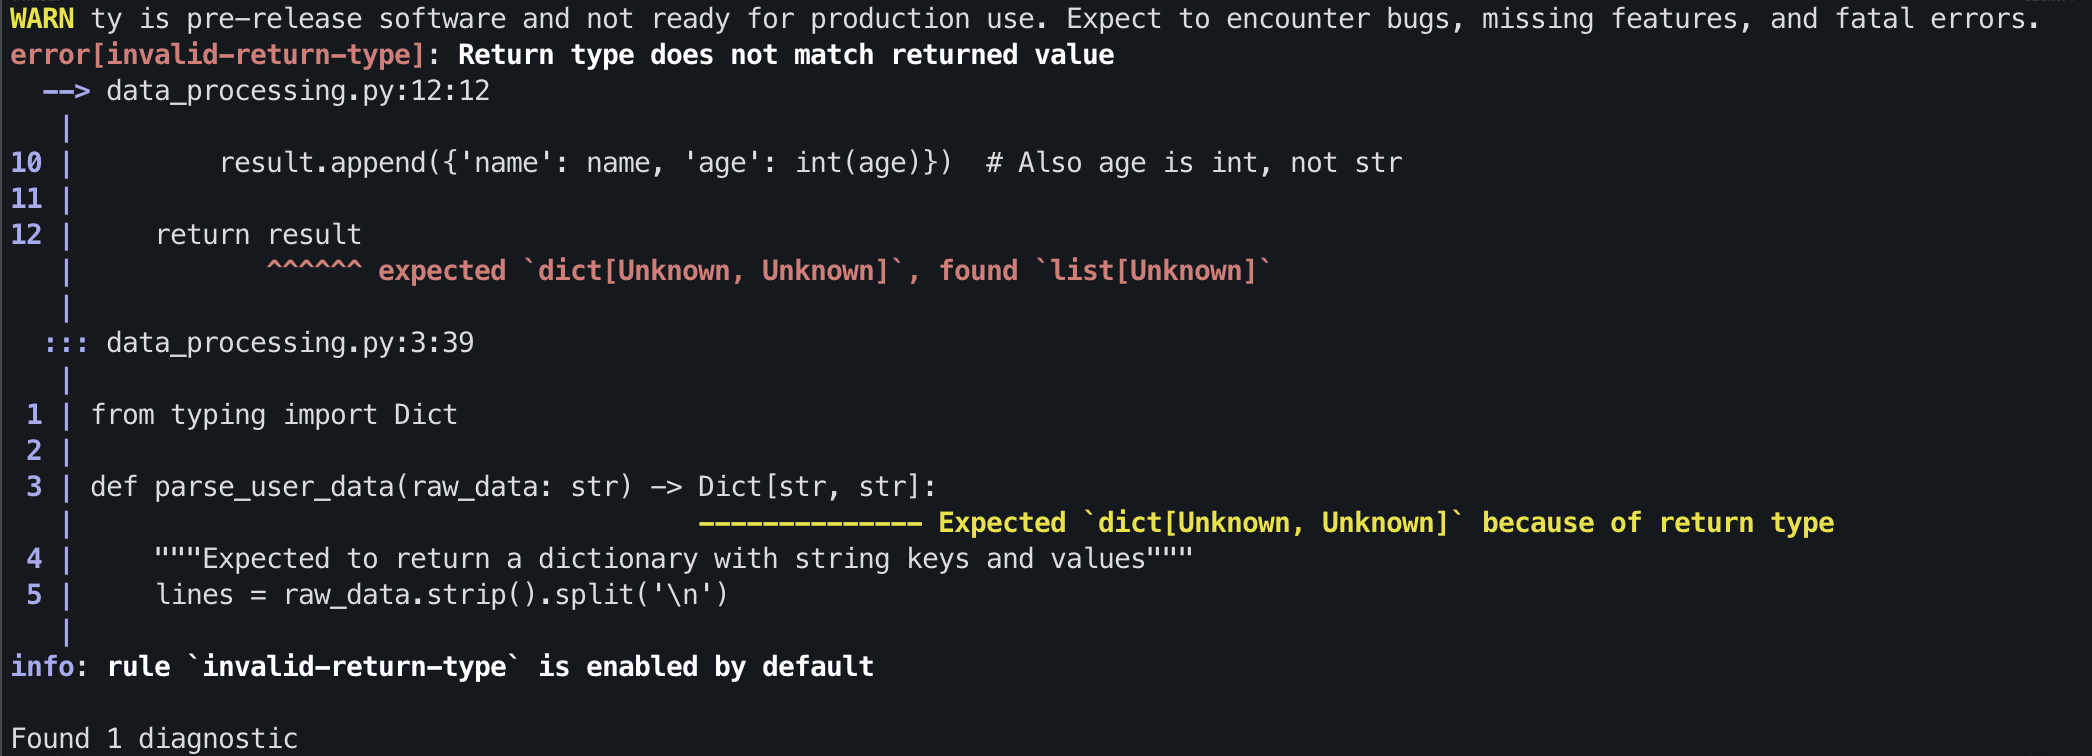 WARN ty is pre-release software and not ready for production use. Expect to encounter bugs, missing features, and fatal errors.
error[invalid-return-type]: Return type does not match returned value
  --> data_processing.py:12:12
   |
10 |         result.append({'name': name, 'age': int(age)})  # Also age is int, not str
11 |
12 |     return result
   |            ^^^^^^ expected `dict[Unknown, Unknown]`, found `list[Unknown]`
   |
  ::: data_processing.py:3:39
   |
 1 | from typing import Dict
 2 |
 3 | def parse_user_data(raw_data: str) -> Dict[str, str]:
   |                                       -------------- Expected `dict[Unknown, Unknown]` because of return type
 4 |     """Expected to return a dictionary with string keys and values"""
 5 |     lines = raw_data.strip().split('\n')
   |
info: rule `invalid-return-type` is enabled by default

Found 1 diagnostic